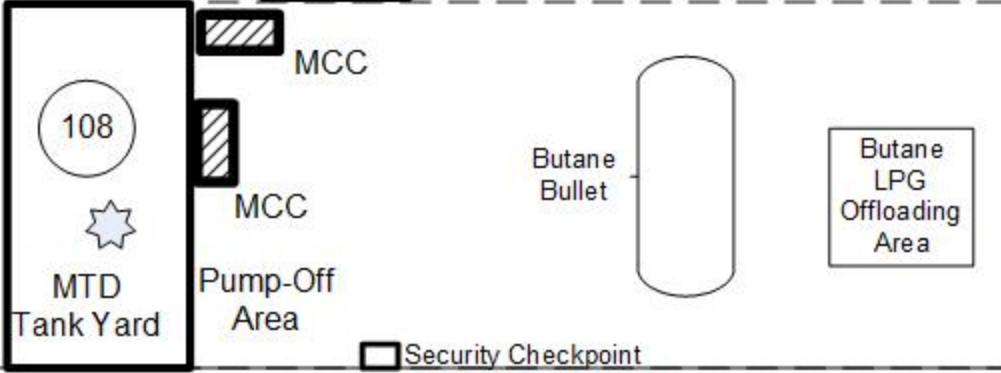 MCC
108
MCC
Butane
Bullet
Butane
LPG
Offloading
Area
MTD
Tank Yard
Pump-Off
Area
Security Checkpoint